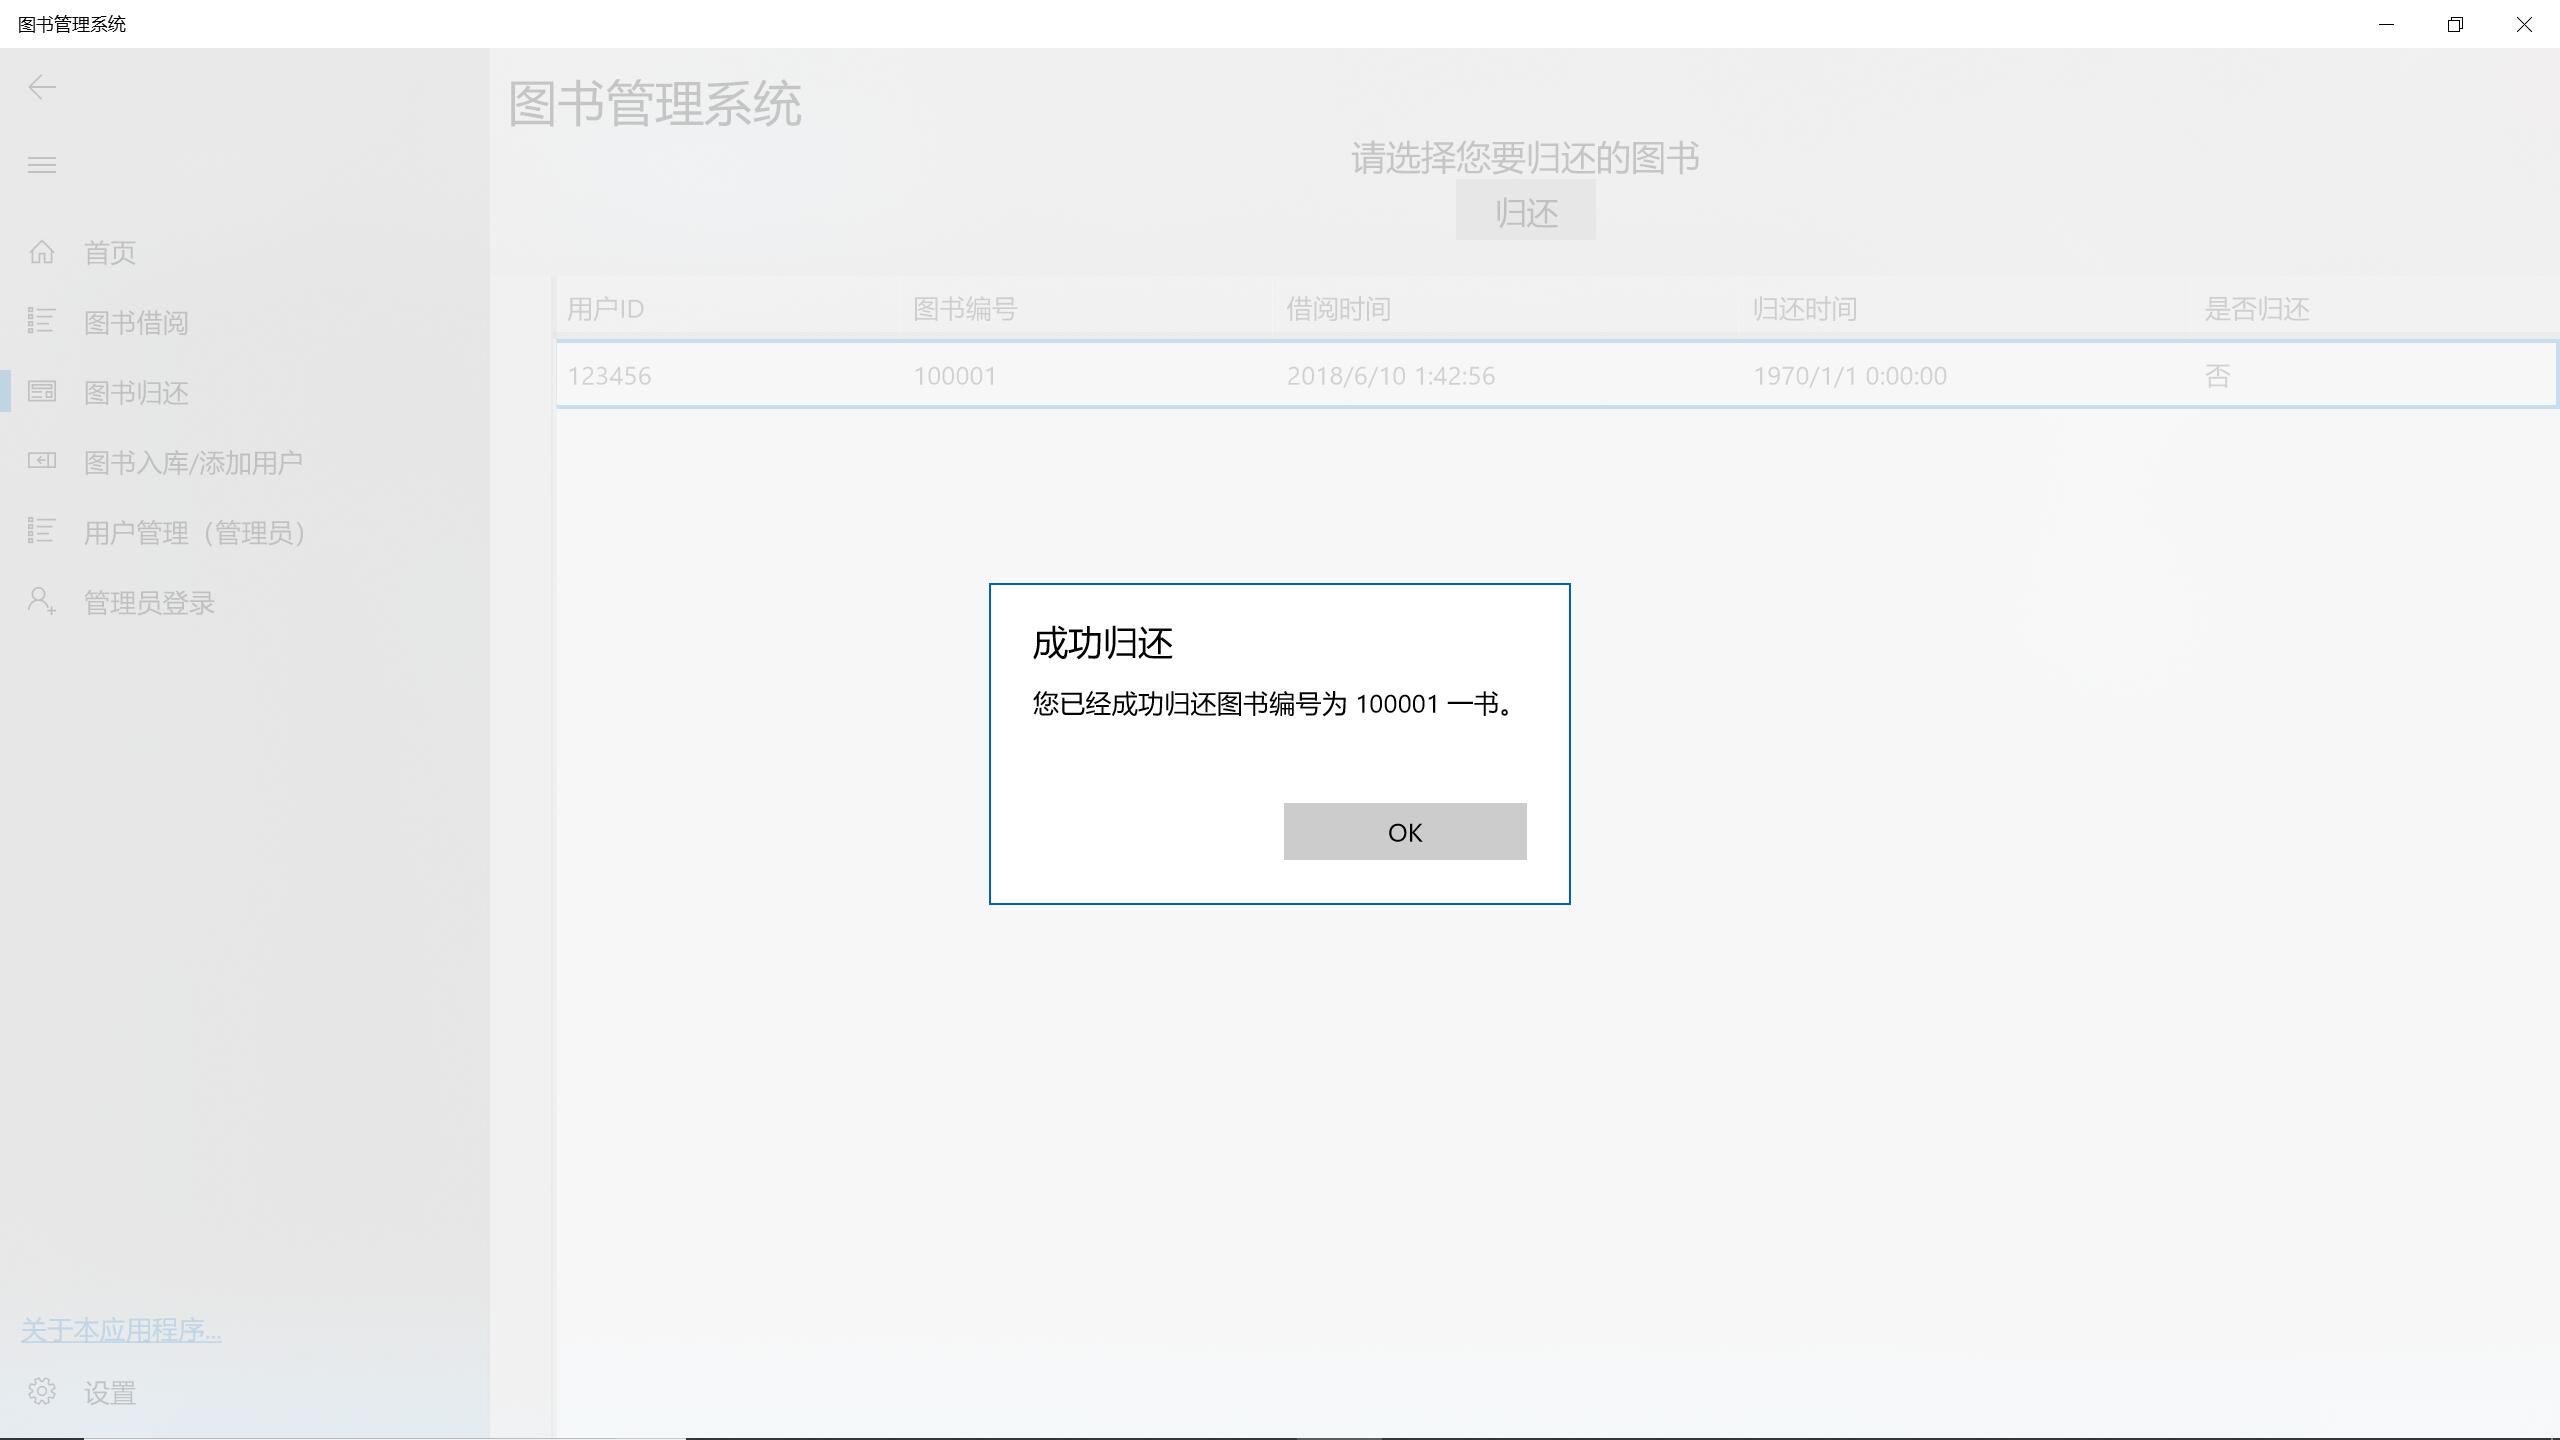 图书管理系统
图书管理系统
请选择您要归还的图书
归还
首页
图书借阅
图书归还
图书入库/添加用户
用户管理（管理员）
管理员登录
用户ID 图书编号 借阅时间 归还时间 是否归还
123456 100001 2018/6/10 1:42:56 1970/1/1 0:00:00 否
成功归还
您已经成功归还图书编号为 100001 一书。
OK
关于本应用程序...
设置